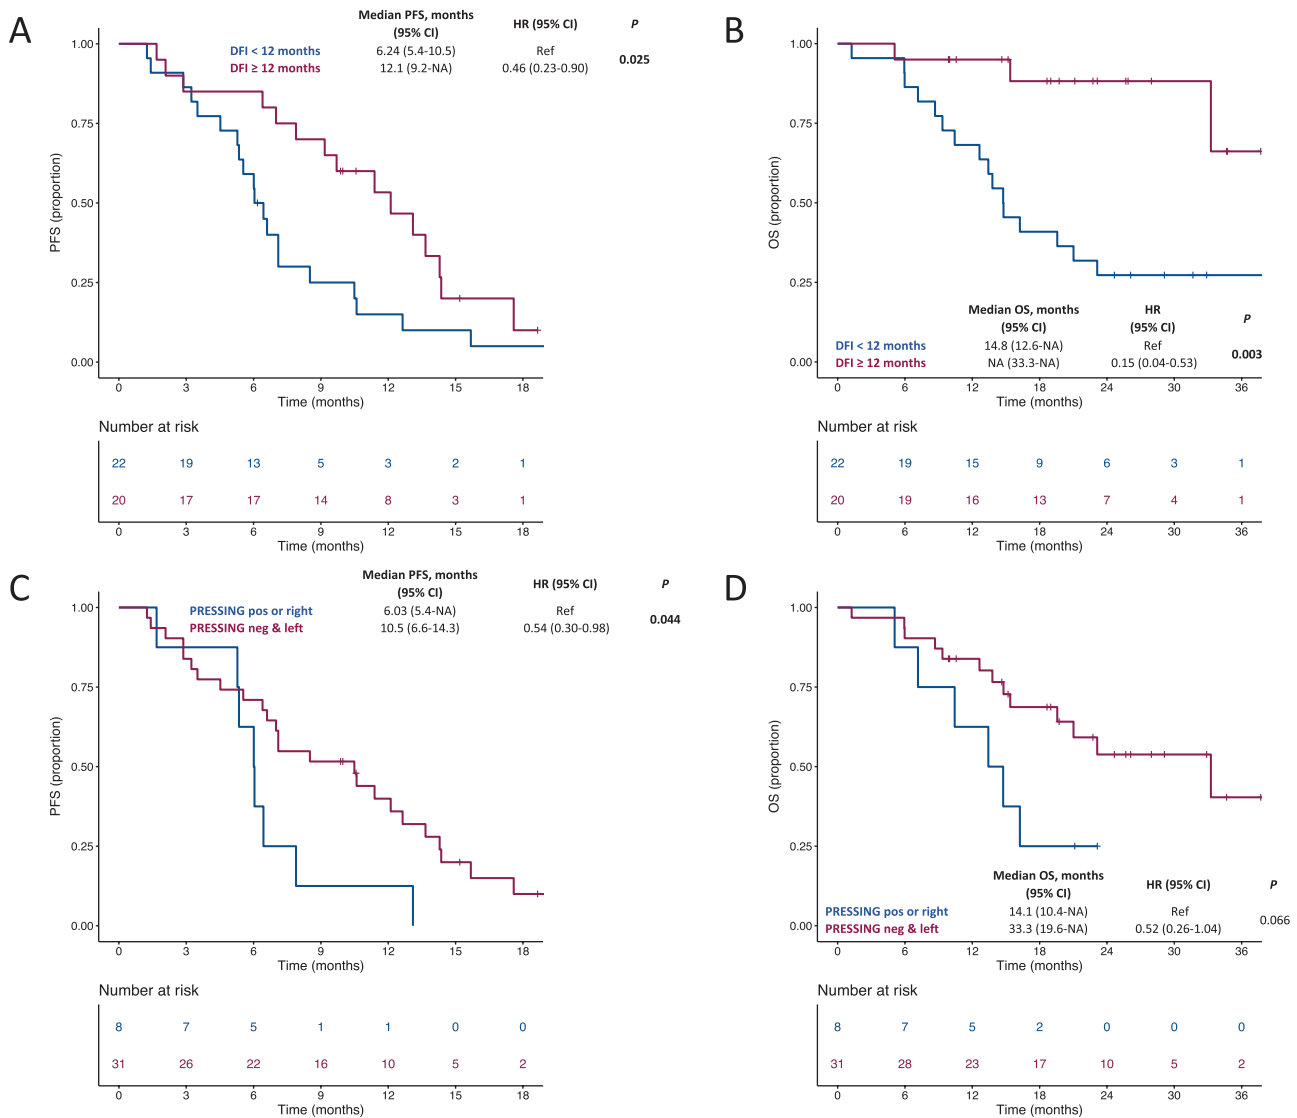 A
Median PFS, months HR (95% CI) P
(95% CI)
DFI < 12 months 6.24 (5.4-10.5) Ref 0.025
DFI ≥ 12 months 12.1 (9.2-NA) 0.46 (0.23-0.90)
PFS (proportion)
1.00
0.75
0.50
0.25
0.00
0 3 6 9 12 15 18
Time (months)
Number at risk
22 19 13 5 3 2 1
20 17 17 14 8 3 1
0 3 6 9 12 15 18
Time (months)
B
OS (proportion)
1.00
0.75
0.50
0.25
0.00
Median OS, months HR P
(95% CI) (95% CI)
DFI < 12 months 14.8 (12.6-NA) Ref 0.003
DFI ≥ 12 months NA (33.3-NA) 0.15 (0.04-0.53)
0 6 12 18 24 30 36
Time (months)
Number at risk
22 19 15 9 6 3 1
20 19 16 13 7 4 1
0 6 12 18 24 30 36
Time (months)
C
Median PFS, months HR (95% CI) P
(95% CI)
PRESSING pos or right 6.03 (5.4-NA) Ref 0.044
PRESSING neg & left 10.5 (6.6-14.3) 0.54 (0.30-0.98)
PFS (proportion)
1.00
0.75
0.50
0.25
0.00
0 3 6 9 12 15 18
Time (months)
Number at risk
8 7 5 1 1 0 0
31 26 22 16 10 5 2
0 3 6 9 12 15 18
Time (months)
D
OS (proportion)
1.00
0.75
0.50
0.25
0.00
Median OS, months HR (95% CI) P
(95% CI)
PRESSING pos or right 14.1 (10.4-NA) Ref 0.066
PRESSING neg & left 33.3 (19.6-NA) 0.52 (0.26-1.04)
0 6 12 18 24 30 36
Time (months)
Number at risk
8 7 5 2 0 0 0
31 28 23 17 10 5 2
0 6 12 18 24 30 36
Time (months)